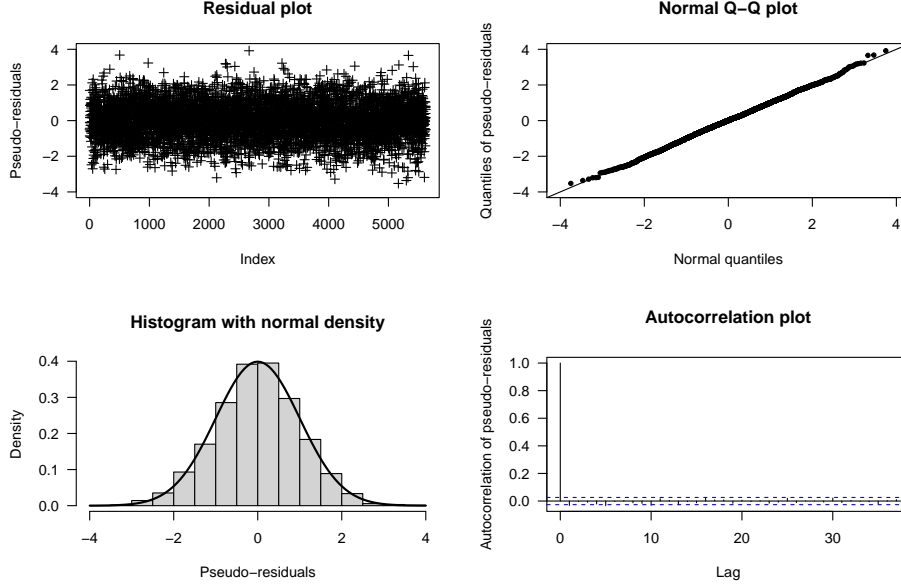 Residual plot
Pseudo−residuals
4
2
0
−2
−4
0 1000 2000 3000 4000 5000
Index
Normal Q−Q plot
Quantiles of pseudo−residuals
4
2
0
−2
−4
−4 −2 0 2 4
Normal quantiles
Histogram with normal density
Density
0.4
0.3
0.2
0.1
0.0
−4 −2 0 2 4
Pseudo−residuals
Autocorrelation plot
Autocorrelation of pseudo−residuals
1.0
0.8
0.6
0.4
0.2
0.0
0 10 20 30
Lag